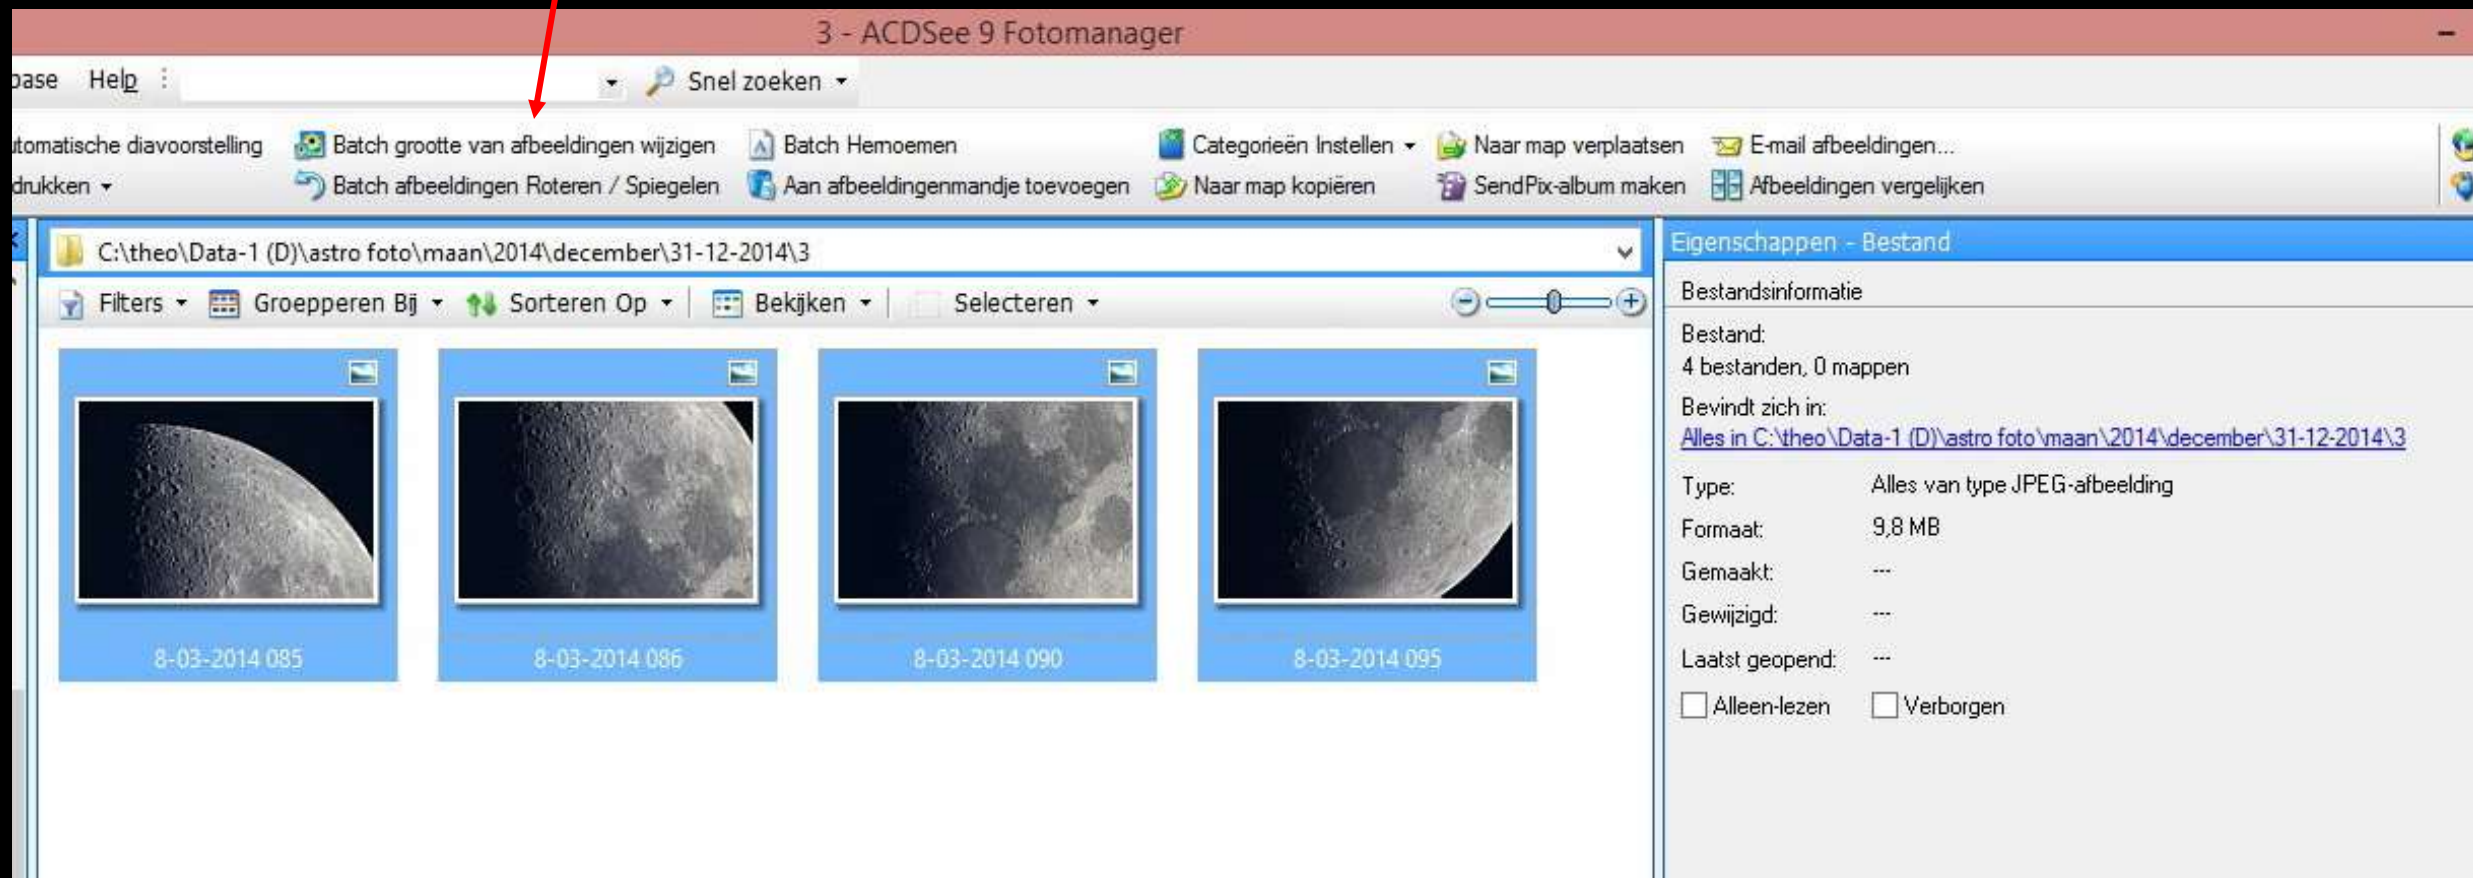 3 - ACDSee 9 Fotomanager
base Help
Snel zoeken
utomatische diavoorstelling
Batch grootte van afbeeldingen wijzigen
Batch Hernoemen
Categorieën Instellen
Naar map verplaatsen
E-mail afbeeldingen...
drukken
Batch afbeeldingen Roteren / Spiegelen
Aan afbeeldingenmandje toevoegen
Naar map kopiëren
SendPix-album maken
Afbeeldingen vergelijken
C:\theo\Data-1 (D)\astro foto\maan\2014\december\31-12-2014\3
Filters
Groepperen Bij
Sorteren Op
Bekijken
Selecteren
8-03-2014 085
8-03-2014 086
8-03-2014 090
8-03-2014 095
Eigenschappen - Bestand
Bestandsinformatie
Bestand:
4 bestanden, 0 mappen
Bevindt zich in:
Alles in C:\theo\Data-1 (D)\astro foto\maan\2014\december\31-12-2014\3
Type: Alles van type JPEG-afbeelding
Formaat: 9,8 MB
Gemaakt: ---
Gewijzigd: ---
Laatst geopend: ---
Alleen-lezen Verborgen